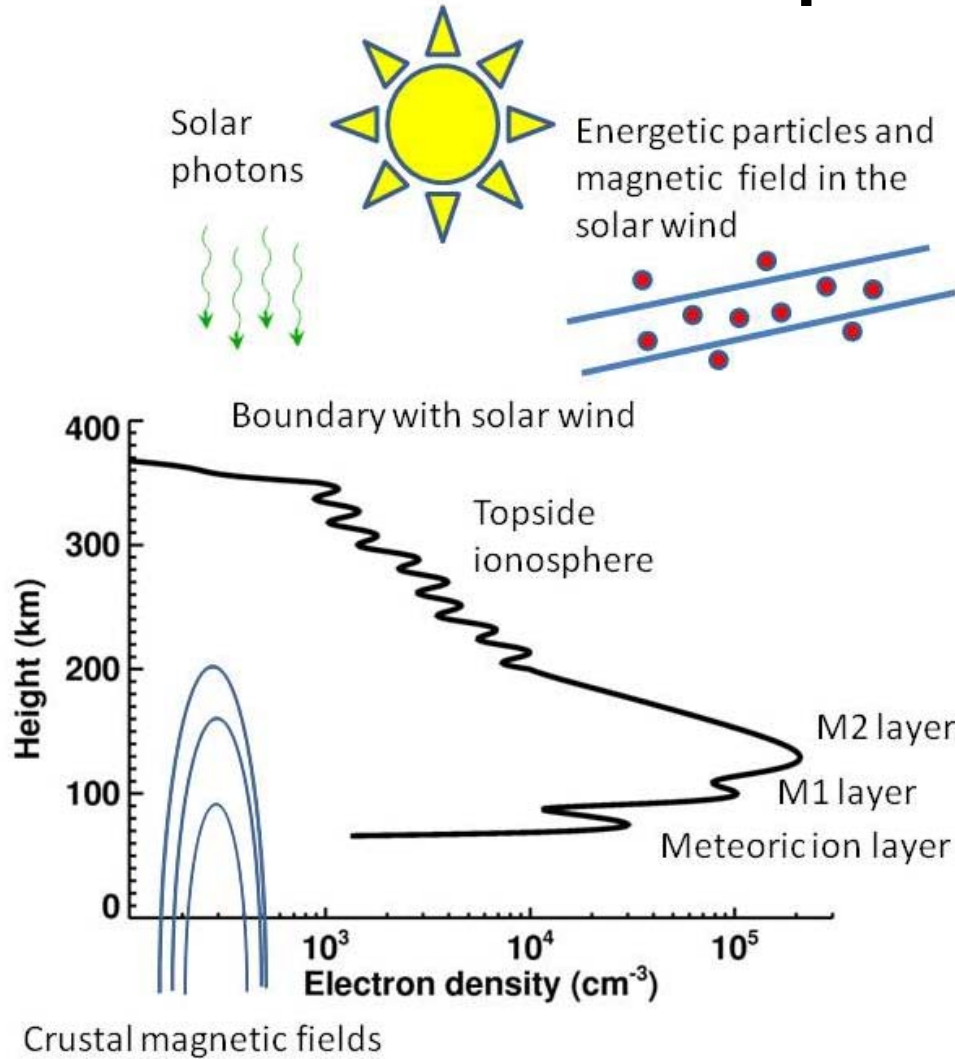 Solar
photons
Energetic particles and
magnetic field in the
solar wind
Boundary with solar wind
400
300
200
100
0
Height (km)
Topside
ionosphere
M2 layer
M1 layer
Meteoric ion layer
10³
10⁴
10⁵
Electron density (cm⁻³)
Crustal magnetic fields